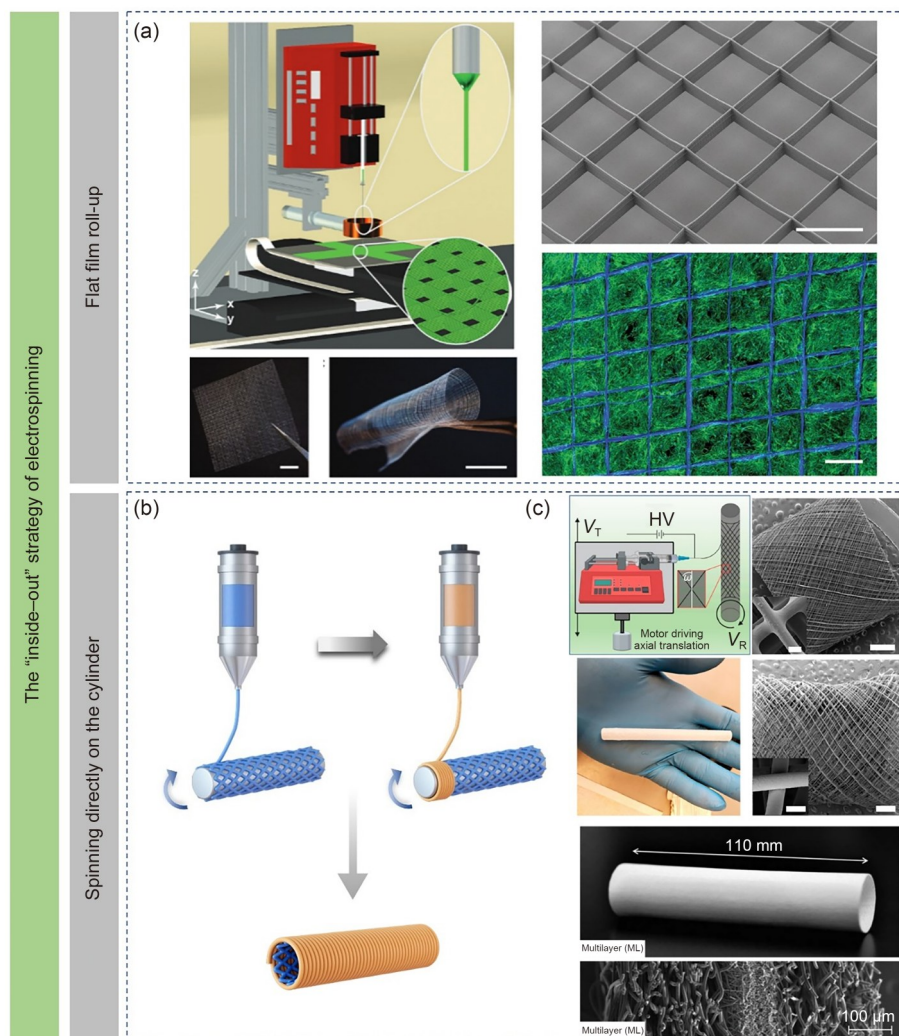 The “inside–out” strategy of electrospinning
Flat film roll-up
(a)
z
x
y
Spinning directly on the cylinder
(b)
(c)
V_T
HV
Motor driving
axial translation
V_R
110 mm
Multilayer (ML)
Multilayer (ML)
100 μm